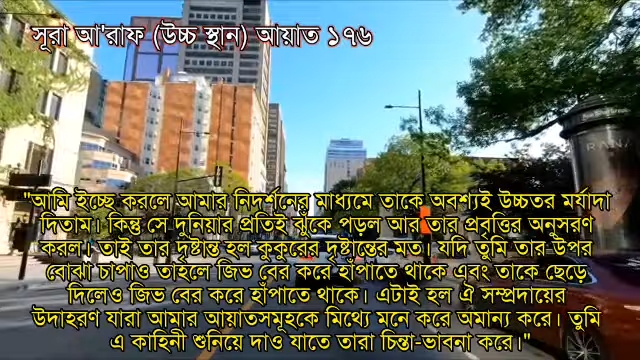 সূরা আ'রাফ (উচ্চ স্থান) আয়াত ১৭৬
"আমি ইচ্ছে করলে আমার নিদর্শনের মাধ্যমে তাকে অবশ্যই উচ্চতর মর্যাদা
দিতাম। কিন্তু সে দুনিয়ার প্রতিই ঝুঁকে পড়ল আর তার প্রবৃত্তির অনুসরণ
করল। তাই তার দৃষ্টান্ত হল কুকুরের দৃষ্টান্তের মত। যদি তুমি তার উপর
বোঝা চাপাও তাহলে জিভ বের করে হাঁপাতে থাকে এবং তাকে ছেড়ে
দিলেও জিভ বের করে হাঁপাতে থাকে। এটাই হল ঐ সম্প্রদায়ের
উদাহরণ যারা আমার আয়াতসমূহকে মিথ্যে মনে করে অমান্য করে। তুমি
এ কাহিনী শুনিয়ে দাও যাতে তারা চিন্তা-ভাবনা করে।"